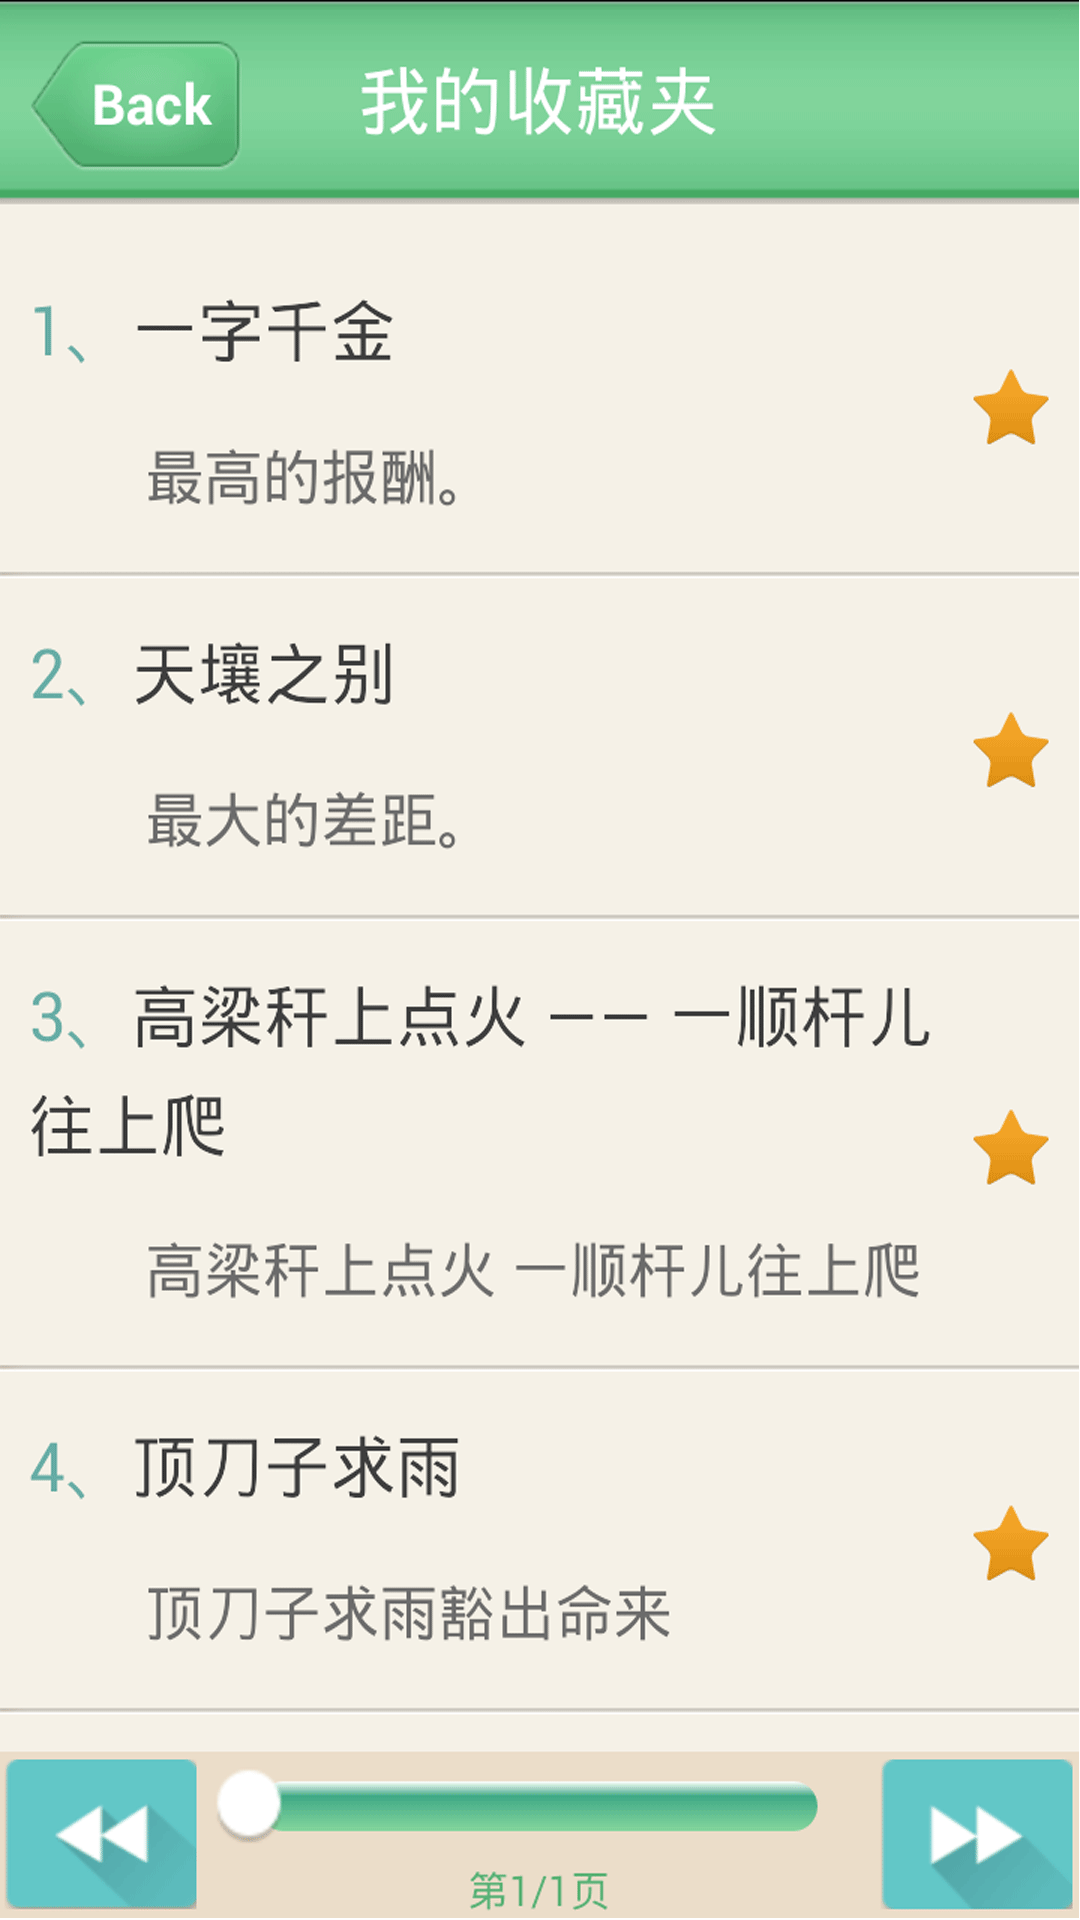 Back 我的收藏夹
1、 一字千金
最高的报酬。
2、 天壤之别
最大的差距。
3、 高梁秆上点火 —— 一顺杆儿
往上爬
高梁秆上点火 一顺杆儿往上爬
4、 顶刀子求雨
顶刀子求雨豁出命来
第1/1页